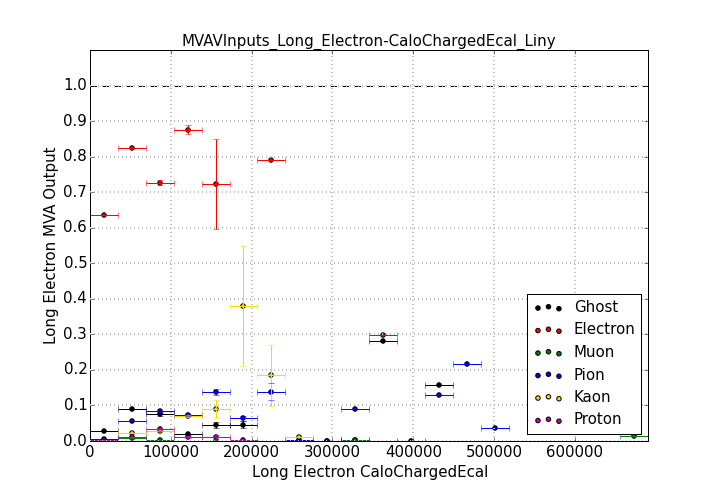 MVAVInputs_Long_Electron-CaloChargedEcal_Liny
Long Electron MVA Output
1.0
0.9
0.8
0.7
0.6
0.5
0.4
0.3
0.2
0.1
0.0
0 100000 200000 300000 400000 500000 600000
Long Electron CaloChargedEcal
Ghost
Electron
Muon
Pion
Kaon
Proton